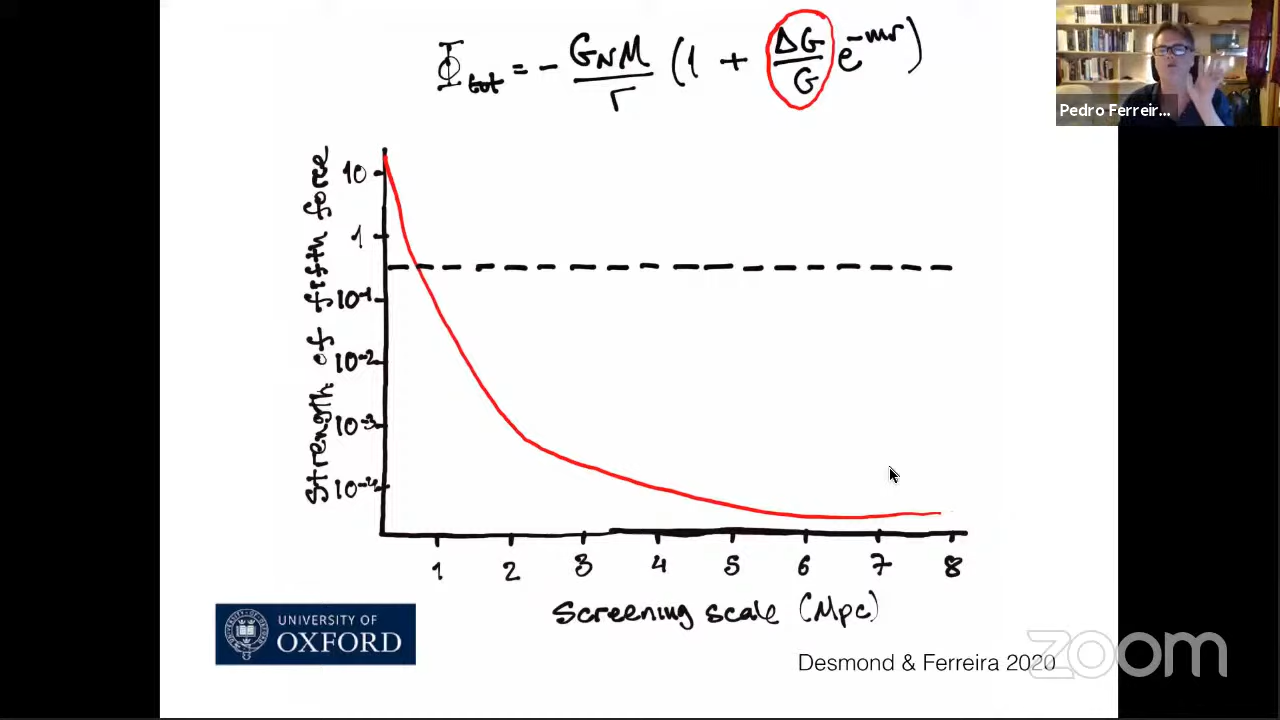 Φtot = - GNM/r (1 + ΔG/G e^-mr)
Pedro Ferreir...
Strength of fifth force
10
1
10-1
10-2
10-3
10-4
1 2 3 4 5 6 7 8
Screening scale (Mpc)
UNIVERSITY OF
OXFORD
Desmond & Ferreira 2020
zoom